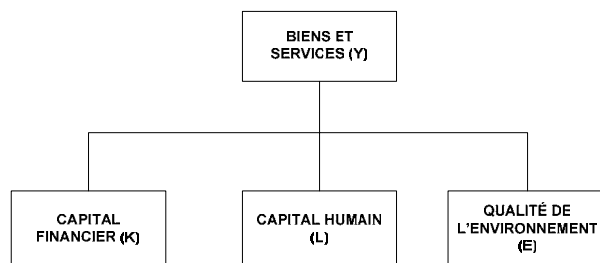 BIENS ET
SERVICES (Y)
CAPITAL
FINANCIER (K)
CAPITAL HUMAIN
(L)
QUALITÉ DE
L'ENVIRONNEMENT
(E)